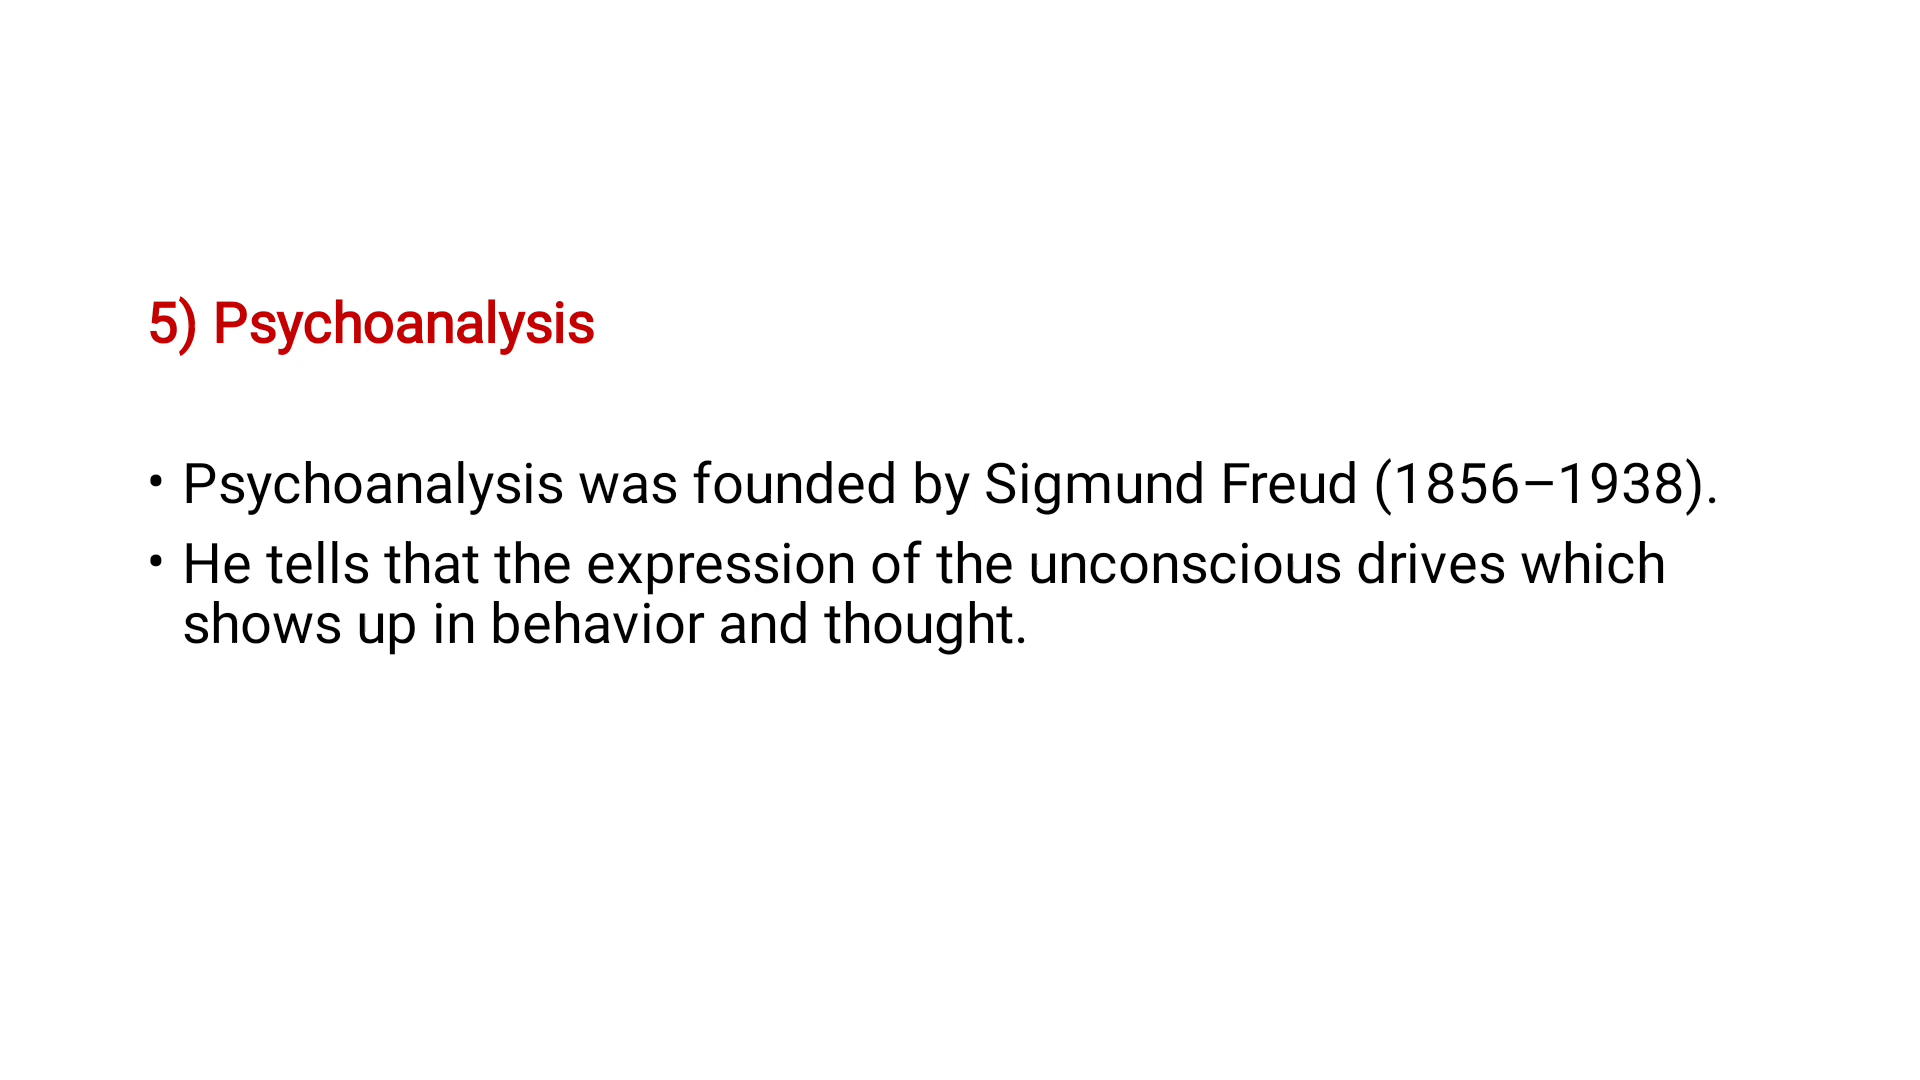 5) Psychoanalysis
• Psychoanalysis was founded by Sigmund Freud (1856–1938).
• He tells that the expression of the unconscious drives which
shows up in behavior and thought.